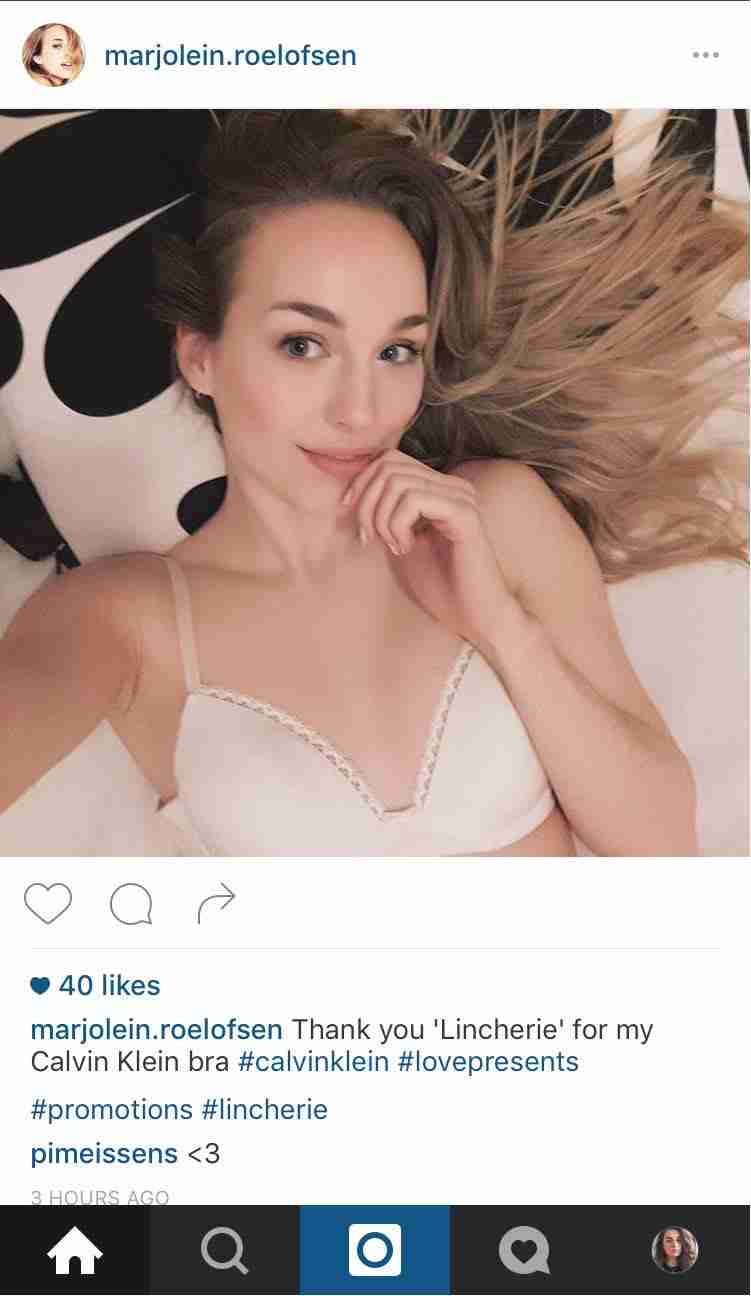 marjolein.roelofsen
40 likes
marjolein.roelofsen Thank you 'Lincherie' for my
Calvin Klein bra #calvinklein #lovepresents
#promotions #lincherie
pimeissens <3
3 HOURS AGO